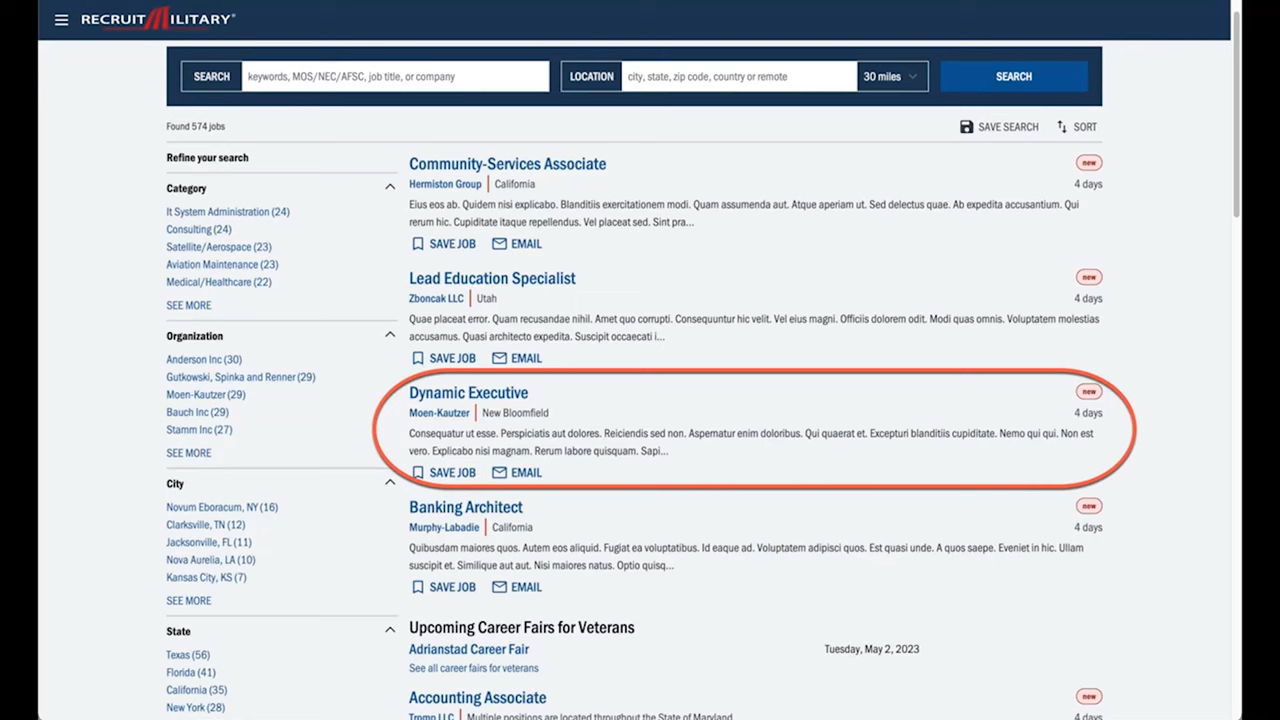 RECRUITMILITARY®
SEARCH
keywords, MOS/NEC/AFSC, job title, or company
LOCATION
city, state, zip code, country or remote
30 miles
SEARCH
Found 574 jobs
SAVE SEARCH
SORT
Refine your search
Category
It System Administration (24)
Consulting (24)
Satellite/Aerospace (23)
Aviation Maintenance (23)
Medical/Healthcare (22)
SEE MORE
Organization
Anderson Inc (30)
Gutkowski, Spinka and Renner (29)
Moen-Kautzer (29)
Bauch Inc (29)
Stamm Inc (27)
SEE MORE
City
Novum Eboracum, NY (16)
Clarksville, TN (12)
Jacksonville, FL (11)
Nova Aurelia, LA (10)
Kansas City, KS (7)
SEE MORE
State
Texas (56)
Florida (41)
California (35)
New York (28)
Community-Services Associate
new
Hermiston Group | California
4 days
Eius eos ab. Quidem nisi explicabo. Blanditiis exercitationem modi. Quam assumenda aut. Atque aperiam ut. Sed delectus quae. Ab expedita accusantium. Qui
rerum hic. Cupiditate itaque repellendus. Vel placeat sed. Sint pra...
SAVE JOB
EMAIL
Lead Education Specialist
new
Zboncak LLC | Utah
4 days
Quae placeat error. Quam recusandae nihil. Amet quo corrupti. Consequuntur hic velit. Vel eius magni. Officiis dolorem odit. Modi quas omnis. Voluptatem molestias
accusamus. Quasi architecto expedita. Suscipit occaecati i...
SAVE JOB
EMAIL
Dynamic Executive
new
Moen-Kautzer | New Bloomfield
4 days
Consequatur ut esse. Perspiciatis aut dolores. Reiciendis sed non. Aspernatur enim doloribus. Qui quaerat et. Excepturi blanditiis cupiditate. Nemo qui qui. Non est
vero. Explicabo nisi magnam. Rerum labore quisquam. Sapi...
SAVE JOB
EMAIL
Banking Architect
new
Murphy-Labadie | California
4 days
Quibusdam maiores quos. Autem eos aliquid. Fugiat ea voluptatibus. Id eaque ad. Voluptatem adipisci quos. Est quasi unde. A quos saepe. Eveniet in hic. Ullam
suscipit et. Similique aut aut. Nisi maiores natus. Optio quisq...
SAVE JOB
EMAIL
Upcoming Career Fairs for Veterans
Adrianstad Career Fair
Tuesday, May 2, 2023
See all career fairs for veterans
Accounting Associate
new
Tromp LLC | Multiple positions are located throughout the State of Maryland